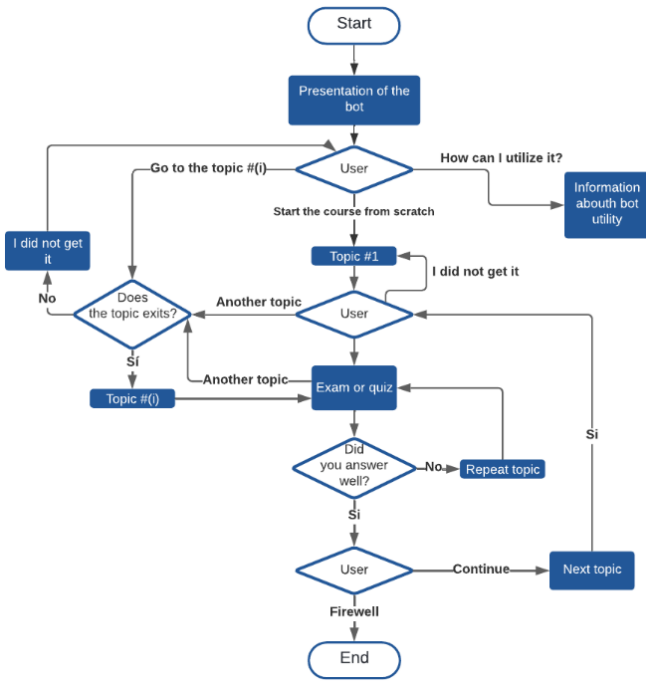 Start
Presentation of the
bot
User
Go to the topic #(i)
How can I utilize it?
Information
abouth bot
utility
Start the course from scratch
I did not get
it
Topic #1
I did not get it
No
Does
the topic exits?
Another topic
User
Sí
Topic #(i)
Another topic
Exam or quiz
Si
Did
you answer
well?
No
Repeat topic
Si
User
Continue
Next topic
Firewell
End